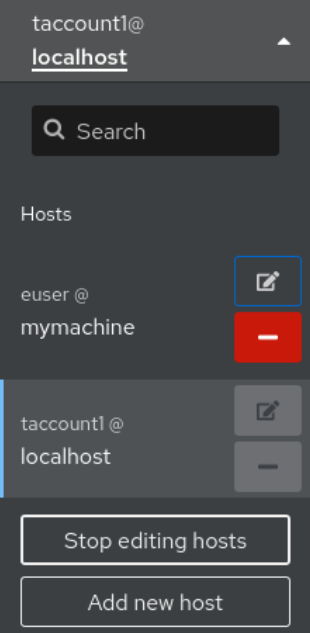 taccount1@
localhost
Search
Hosts
euser @
mymachine
taccount1 @
localhost
Stop editing hosts
Add new host